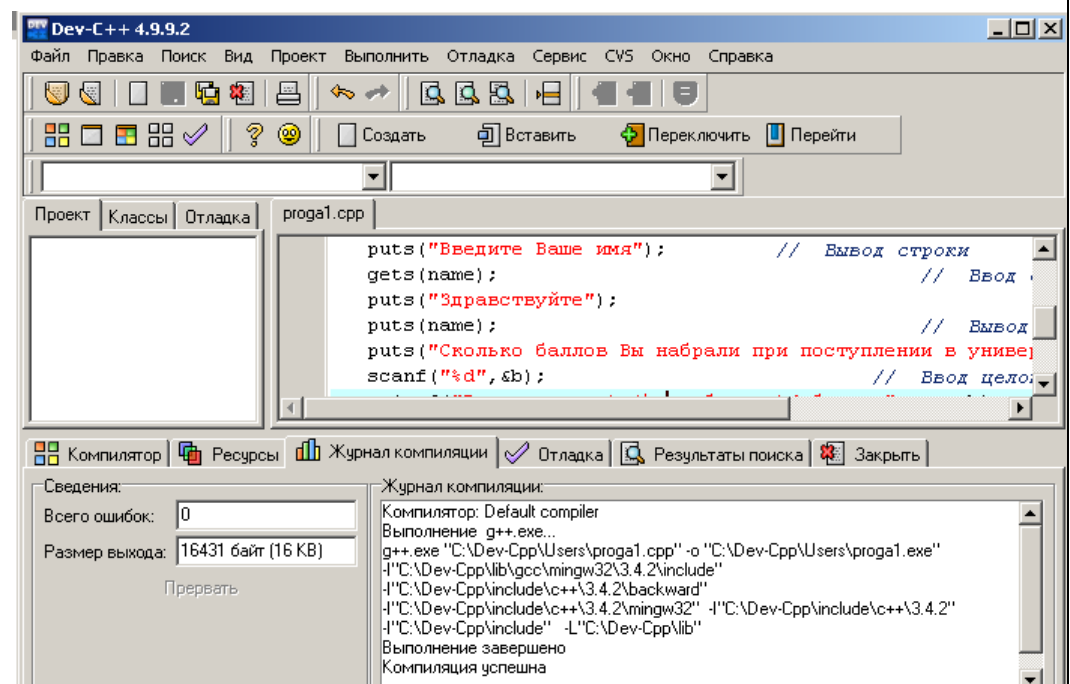 Dev-C++ 4.9.9.2
Файл Правка Поиск Вид Проект Выполнить Отладка Сервис CVS Окно Справка
Создать Вставить Переключить Перейти
Проект Классы Отладка proga1.cpp
puts("Введите Ваше имя"); // Вывод строки
gets(name); // Ввод
puts("Здравствуйте");
puts(name); // Вывод
puts("Сколько баллов Вы набрали при поступлении в
scanf("%d",&b); // Ввод
Компилятор Ресурсы Журнал компиляции Отладка Результаты поиска Закрыть
Сведения:
Всего ошибок: 0
Размер выхода: 16431 байт (16 KB)
Прервать
Журнал компиляции:
Компилятор: Default compiler
Выполнение g++.exe...
g++.exe "C:\Dev-Cpp\Users\proga1.cpp" -o "C:\Dev-Cpp\Users\proga1.exe"
-I"C:\Dev-Cpp\lib\gcc\mingw32\3.4.2\include"
-I"C:\Dev-Cpp\include\c++\3.4.2\backward"
-I"C:\Dev-Cpp\include\c++\3.4.2\mingw32" -I"C:\Dev-Cpp\include\c++\3.4.2"
-I"C:\Dev-Cpp\include" -L"C:\Dev-Cpp\lib"
Выполнение завершено
Компиляция успешна